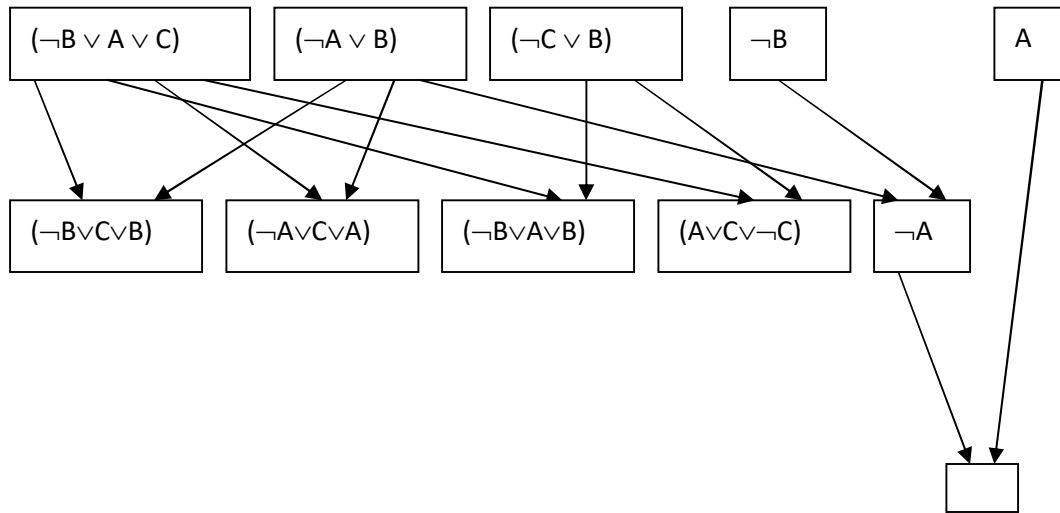 (¬B ∨ A ∨ C) (¬A ∨ B) (¬C ∨ B) ¬B A
(¬B∨C∨B) (¬A∨C∨A) (¬B∨A∨B) (A∨C∨¬C) ¬A